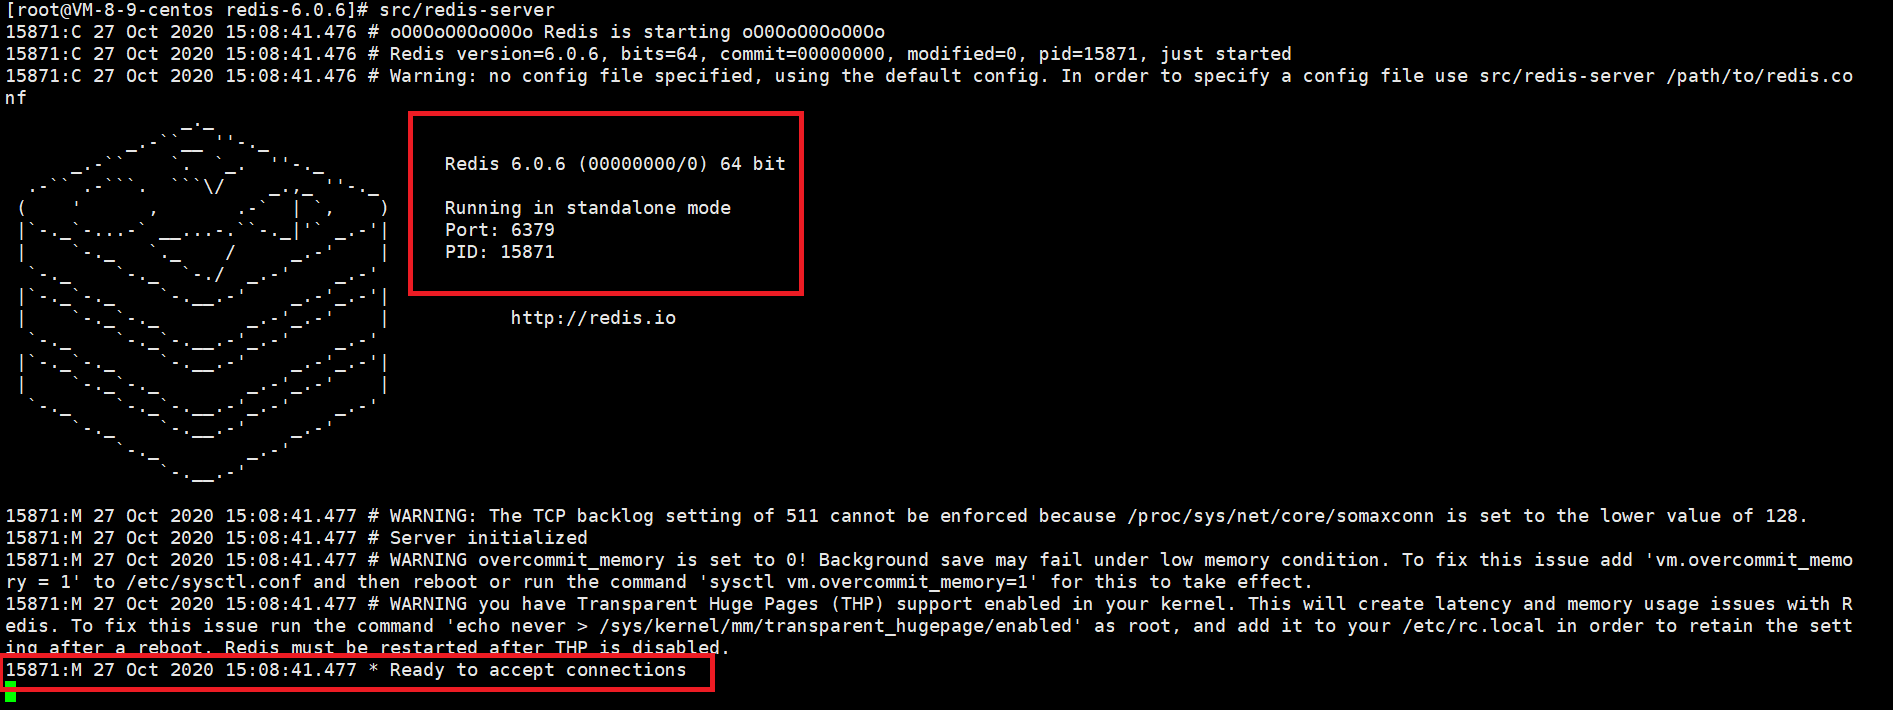 [root@VM-8-9-centos redis-6.0.6]# src/redis-server
15871:C 27 Oct 2020 15:08:41.476 # oO0OoO0OoO0Oo Redis is starting oO0OoO0OoO0Oo
15871:C 27 Oct 2020 15:08:41.476 # Redis version=6.0.6, bits=64, commit=00000000, modified=0, pid=15871, just started
15871:C 27 Oct 2020 15:08:41.476 # Warning: no config file specified, using the default config. In order to specify a config file use src/redis-server /path/to/redis.co
nf
Redis 6.0.6 (00000000/0) 64 bit
Running in standalone mode
Port: 6379
PID: 15871
http://redis.io
15871:M 27 Oct 2020 15:08:41.477 # WARNING: The TCP backlog setting of 511 cannot be enforced because /proc/sys/net/core/somaxconn is set to the lower value of 128.
15871:M 27 Oct 2020 15:08:41.477 # Server initialized
15871:M 27 Oct 2020 15:08:41.477 # WARNING overcommit_memory is set to 0! Background save may fail under low memory condition. To fix this issue add 'vm.overcommit_memo
ry = 1' to /etc/sysctl.conf and then reboot or run the command 'sysctl vm.overcommit_memory=1' for this to take effect.
15871:M 27 Oct 2020 15:08:41.477 # WARNING you have Transparent Huge Pages (THP) support enabled in your kernel. This will create latency and memory usage issues with R
edis. To fix this issue run the command 'echo never > /sys/kernel/mm/transparent_hugepage/enabled' as root, and add it to your /etc/rc.local in order to retain the sett
ing after a reboot. Redis must be restarted after THP is disabled.
15871:M 27 Oct 2020 15:08:41.477 * Ready to accept connections